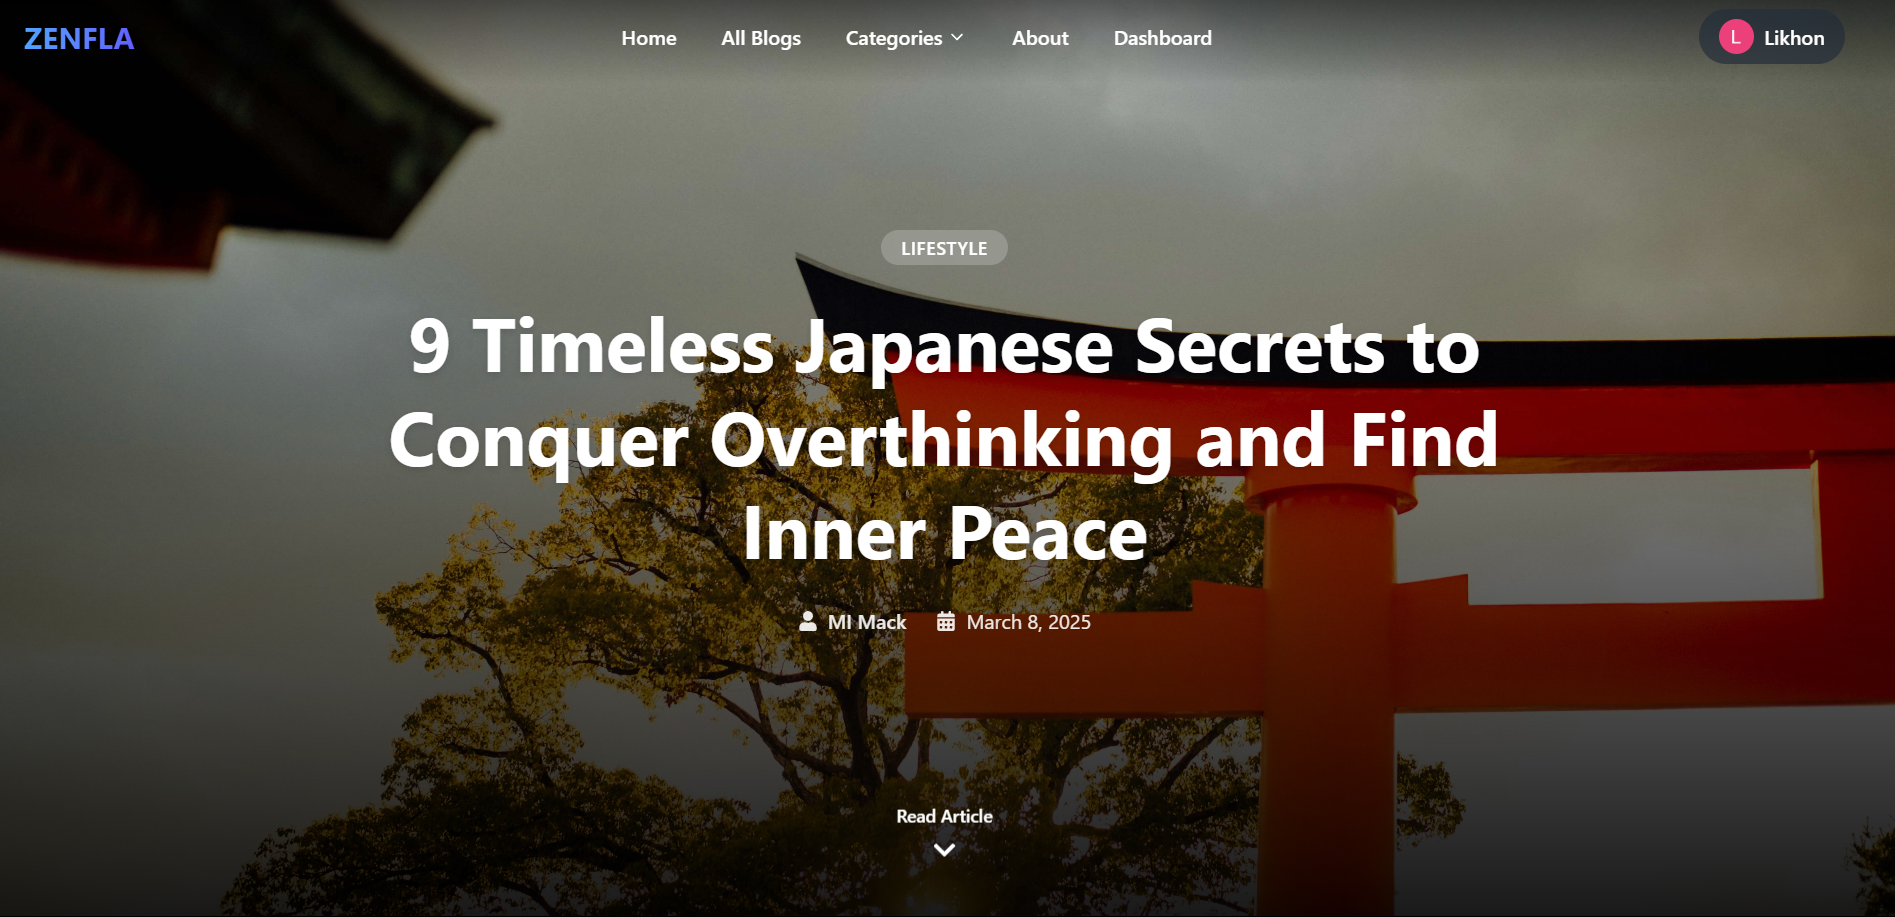 ZENFLA
Home
All Blogs
Categories
About
Dashboard
L
Likhon
LIFESTYLE
9 Timeless Japanese Secrets to
Conquer Overthinking and Find
Inner Peace
MI Mack
March 8, 2025
Read Article